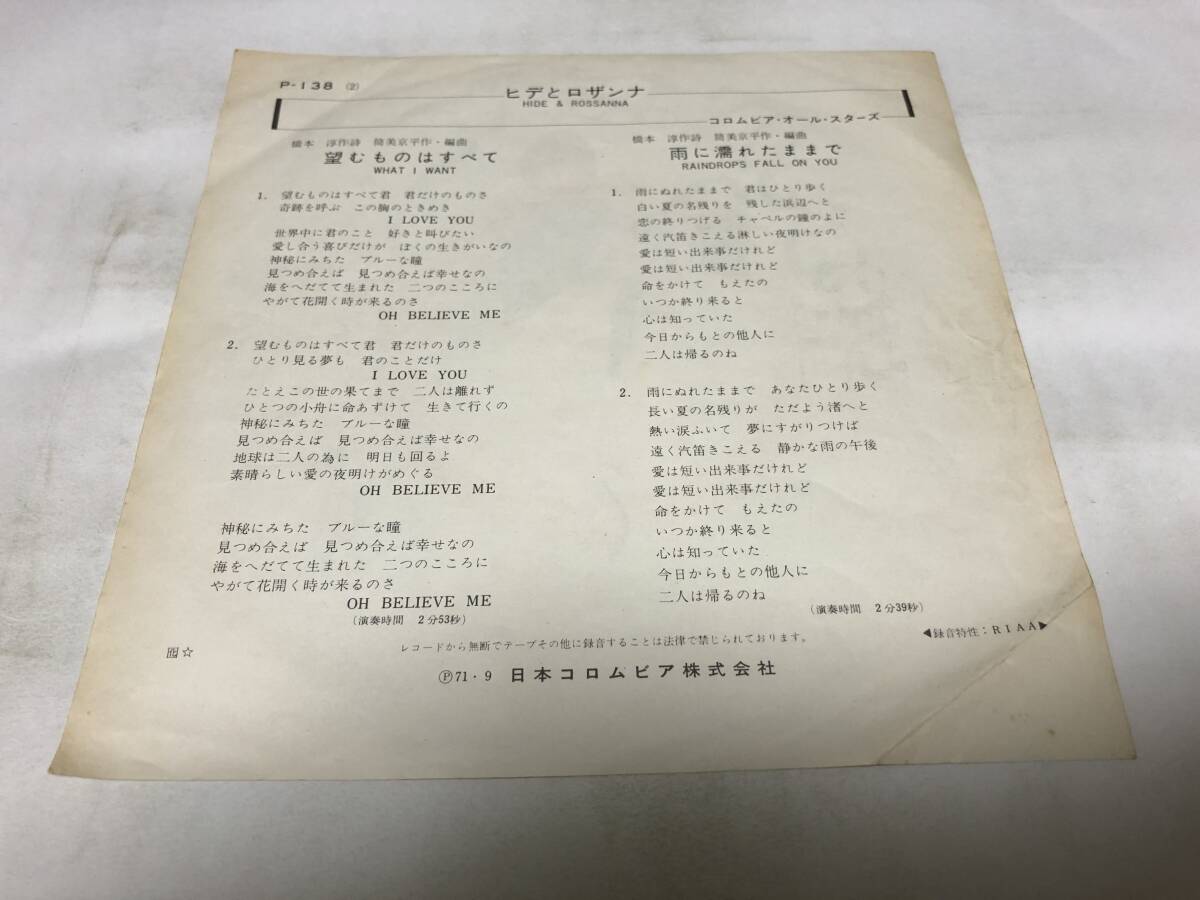 P-138 (2)
ヒデとロザンナ
HIDE & ROSSANNA
コロムビア・オール・スターズ
橋本 淳作詩 筒美京平作・編曲
望むものはすべて
WHAT I WANT
1. 望むものはすべて君 君だけのものさ
奇跡を呼ぶ この胸のときめき
I LOVE YOU
世界中に君のこと 好きと叫びたい
愛し合う喜びだけが ぼくの生きがいなの
神秘にみちた ブルーな瞳
見つめ合えば 見つめ合えば幸せなの
海をへだてて生まれた 二つのこころに
やがて花開く時が来るのさ
OH BELIEVE ME
2. 望むものはすべて君 君だけのものさ
ひとり見る夢も 君のことだけ
I LOVE YOU
たとえこの世の果てまで 二人は離れず
ひとつの小舟に命あずけて 生きて行くの
神秘にみちた ブルーな瞳
見つめ合えば 見つめ合えば幸せなの
地球は二人の為に 明日も回るよ
素晴らしい愛の夜明けがめぐる
OH BELIEVE ME
神秘にみちた ブルーな瞳
見つめ合えば 見つめ合えば幸せなの
海をへだてて生まれた 二つのこころに
やがて花開く時が来るのさ
OH BELIEVE ME
(演奏時間 2分53秒)
橋本 淳作詩 筒美京平作・編曲
雨に濡れたままで
RAINDROPS FALL ON YOU
1. 雨にぬれたままで 君はひとり歩く
白い夏の名残りを 残した浜辺へと
恋の終りつげる チャペルの鐘のよに
遠く汽笛きこえる淋しい夜明けなの
愛は短い出来事だけれど
愛は短い出来事だけれど
命をかけて もえたの
いつか終り来ると
心は知っていた
今日からもとの他人に
二人は帰るのね
2. 雨にぬれたままで あなたひとり歩く
長い夏の名残りが ただよう渚へと
熱い涙ふいて 夢にすがりつけば
遠く汽笛きこえる 静かな雨の午後
愛は短い出来事だけれど
愛は短い出来事だけれど
命をかけて もえたの
いつか終り来ると
心は知っていた
今日からもとの他人に
二人は帰るのね
(演奏時間 2分39秒)
◀録音特性：RIAA▶
レコードから無断でテープその他に録音することは法律で禁じられております。
☆
Ⓟ71・9 日本コロムビア株式会社